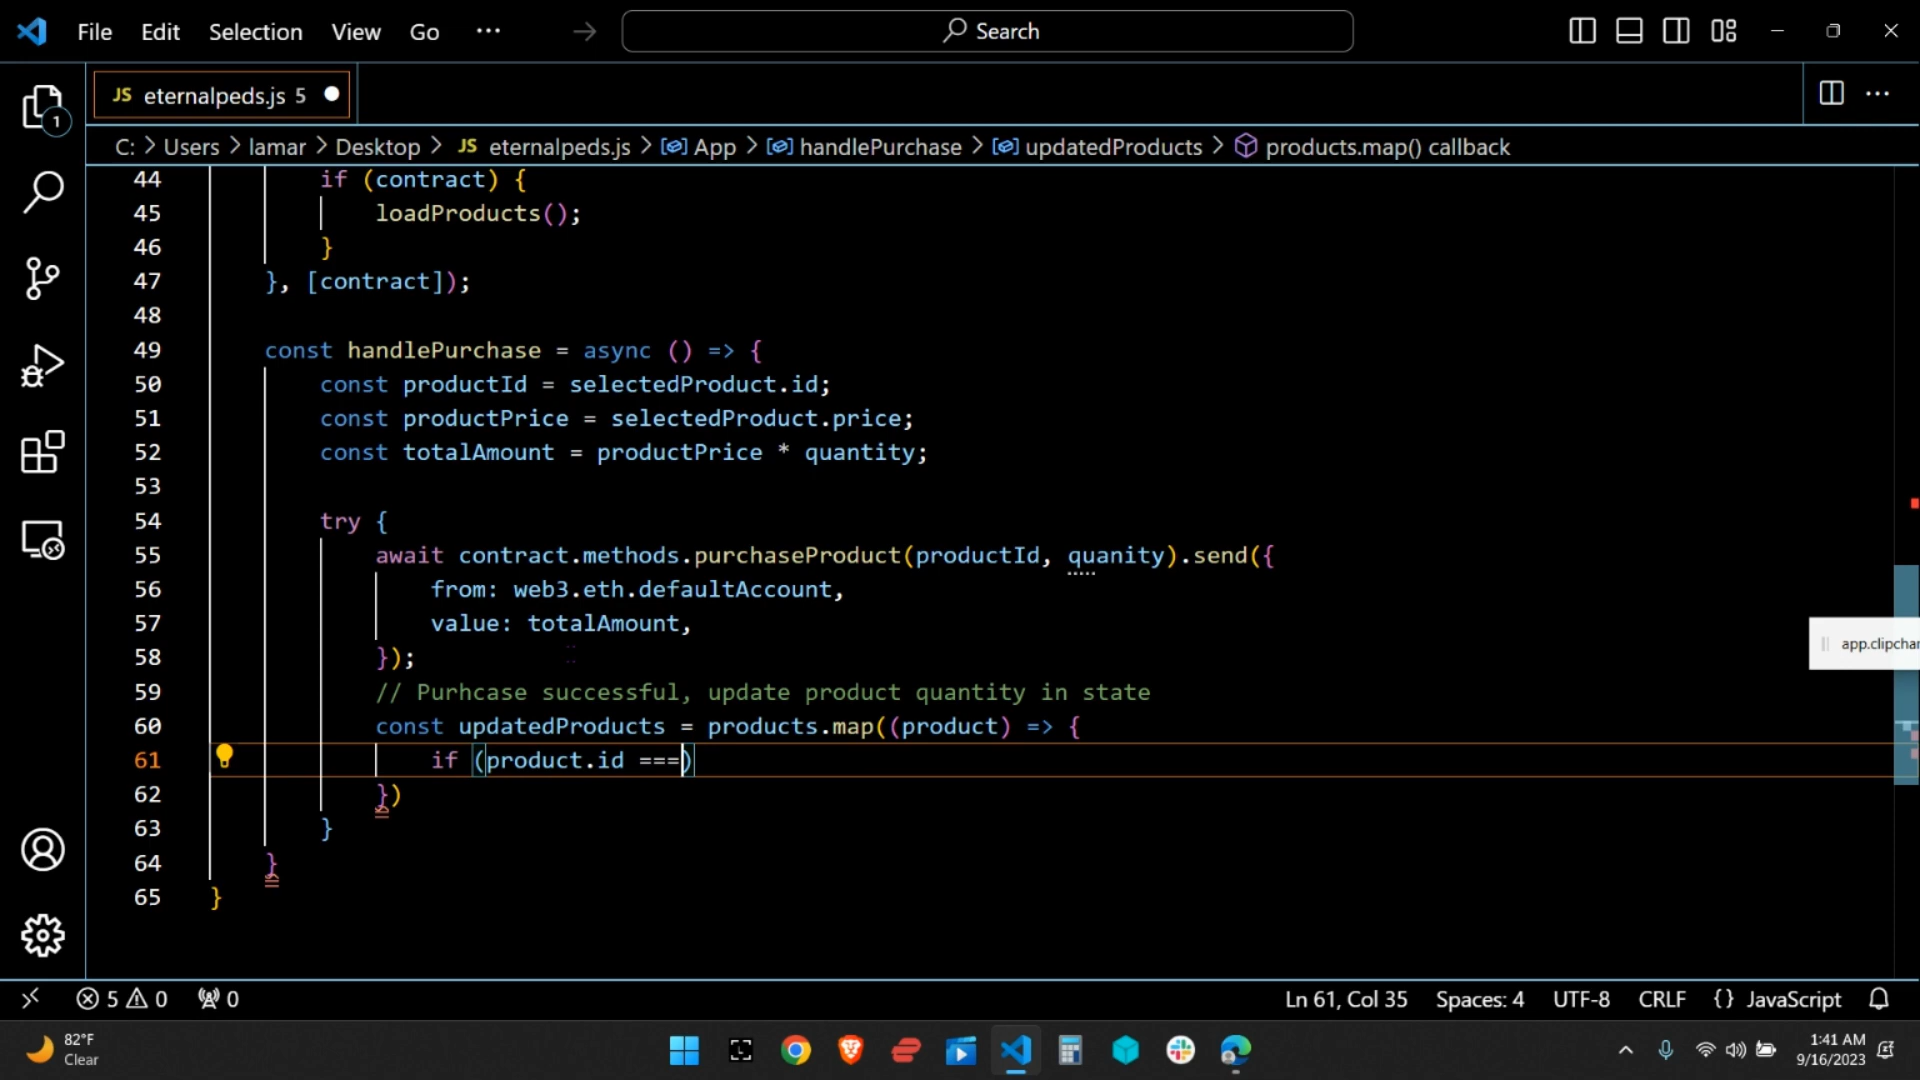 File Edit Selection View Go ··· Search
JS eternalpeds.js 5
C: > Users > lamar > Desktop > JS eternalpeds.js > App > handlePurchase > updatedProducts > products.map() callback
1
44 if (contract) {
45 loadProducts();
46 }
47 }, [contract]);
48
49 const handlePurchase = async () => {
50 const productId = selectedProduct.id;
51 const productPrice = selectedProduct.price;
52 const totalAmount = productPrice * quantity;
53
54 try {
55 await contract.methods.purchaseProduct(productId, quanity).send({
56 from: web3.eth.defaultAccount,
57 value: totalAmount,
58 });
59 // Purhcase successful, update product quantity in state
60 const updatedProducts = products.map((product) => {
61 if (product.id ===)
62 })
63 }
64 }
65 }
app.clipchar
5 0 0 Ln 61, Col 35 Spaces: 4 UTF-8 CRLF {} JavaScript
82°F
Clear
1:41 AM
9/16/2023